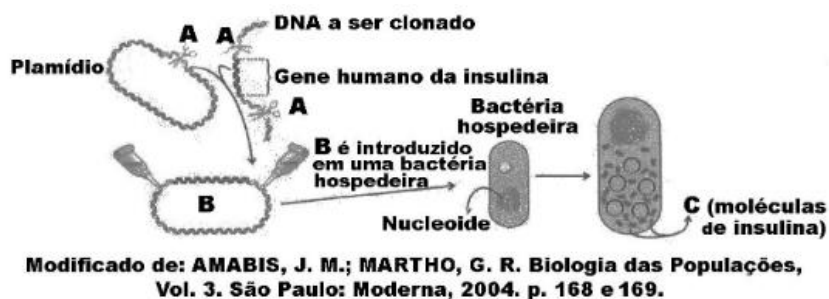 A
A
DNA a ser clonado
Plamídio
Gene humano da insulina
A
Bactéria
hospedeira
B é introduzido
em uma bactéria
hospedeira
B
Nucleoide
C (moléculas
de insulina)
Modificado de: AMABIS, J. M.; MARTHO, G. R. Biologia das Populações,
Vol. 3. São Paulo: Moderna, 2004. p. 168 e 169.